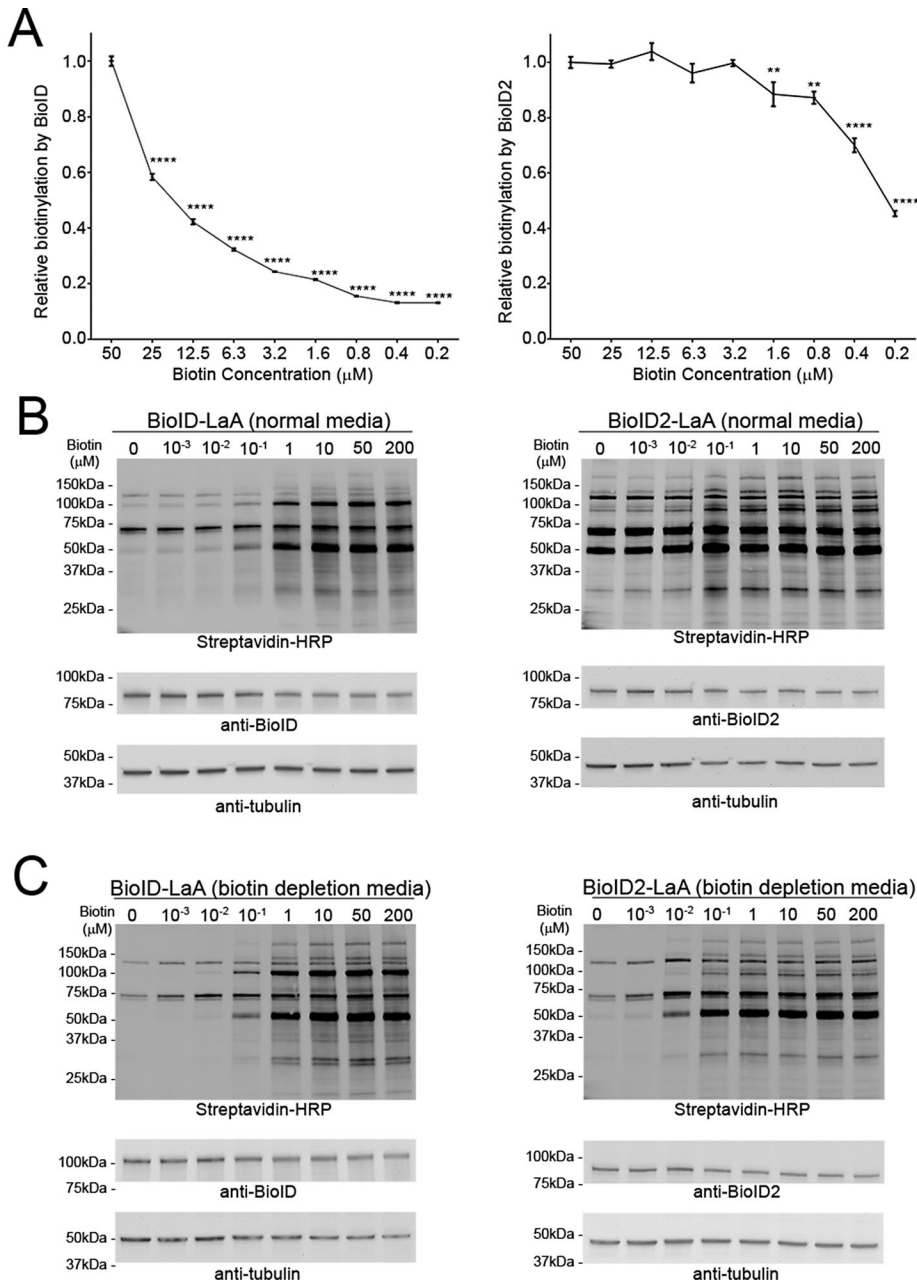 A
Relative biotinylation by BioID
1.0
0.8
0.6
0.4
0.2
0.0
**** **** **** **** **** **** **** ****
50 25 12.5 6.3 3.2 1.6 0.8 0.4 0.2
Biotin Concentration (µM)
Relative biotinylation by BioID2
1.0
0.8
0.6
0.4
0.2
0.0
** ** **** ****
50 25 12.5 6.3 3.2 1.6 0.8 0.4 0.2
Biotin Concentration (µM)
B
BioID-LaA (normal media)
Biotin 0 10⁻³ 10⁻² 10⁻¹ 1 10 50 200
(µM)
150kDa -
100kDa -
75kDa -
50kDa -
37kDa -
25kDa -
Streptavidin-HRP
100kDa -
75kDa -
anti-BioID
50kDa -
37kDa -
anti-tubulin
BioID2-LaA (normal media)
Biotin 0 10⁻³ 10⁻² 10⁻¹ 1 10 50 200
(µM)
150kDa -
100kDa -
75kDa -
50kDa -
37kDa -
25kDa -
Streptavidin-HRP
100kDa -
75kDa -
anti-BioID2
50kDa -
37kDa -
anti-tubulin
C
BioID-LaA (biotin depletion media)
Biotin 0 10⁻³ 10⁻² 10⁻¹ 1 10 50 200
(µM)
150kDa -
100kDa -
75kDa -
50kDa -
37kDa -
25kDa -
Streptavidin-HRP
100kDa -
75kDa -
anti-BioID
50kDa -
37kDa -
anti-tubulin
BioID2-LaA (biotin depletion media)
Biotin 0 10⁻³ 10⁻² 10⁻¹ 1 10 50 200
(µM)
150kDa -
100kDa -
75kDa -
50kDa -
37kDa -
25kDa -
Streptavidin-HRP
100kDa -
75kDa -
anti-BioID2
50kDa -
37kDa -
anti-tubulin